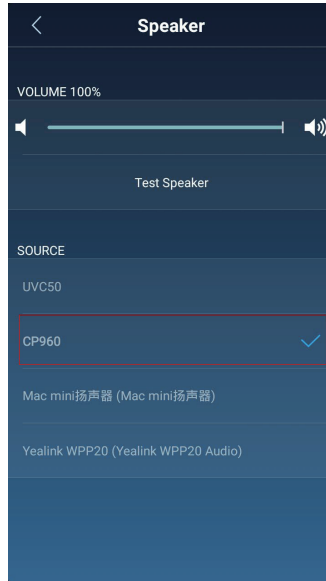 Speaker
VOLUME 100%
Test Speaker
SOURCE
UVC50
CP960
Mac mini扬声器 (Mac mini扬声器)
Yealink WPP20 (Yealink WPP20 Audio)